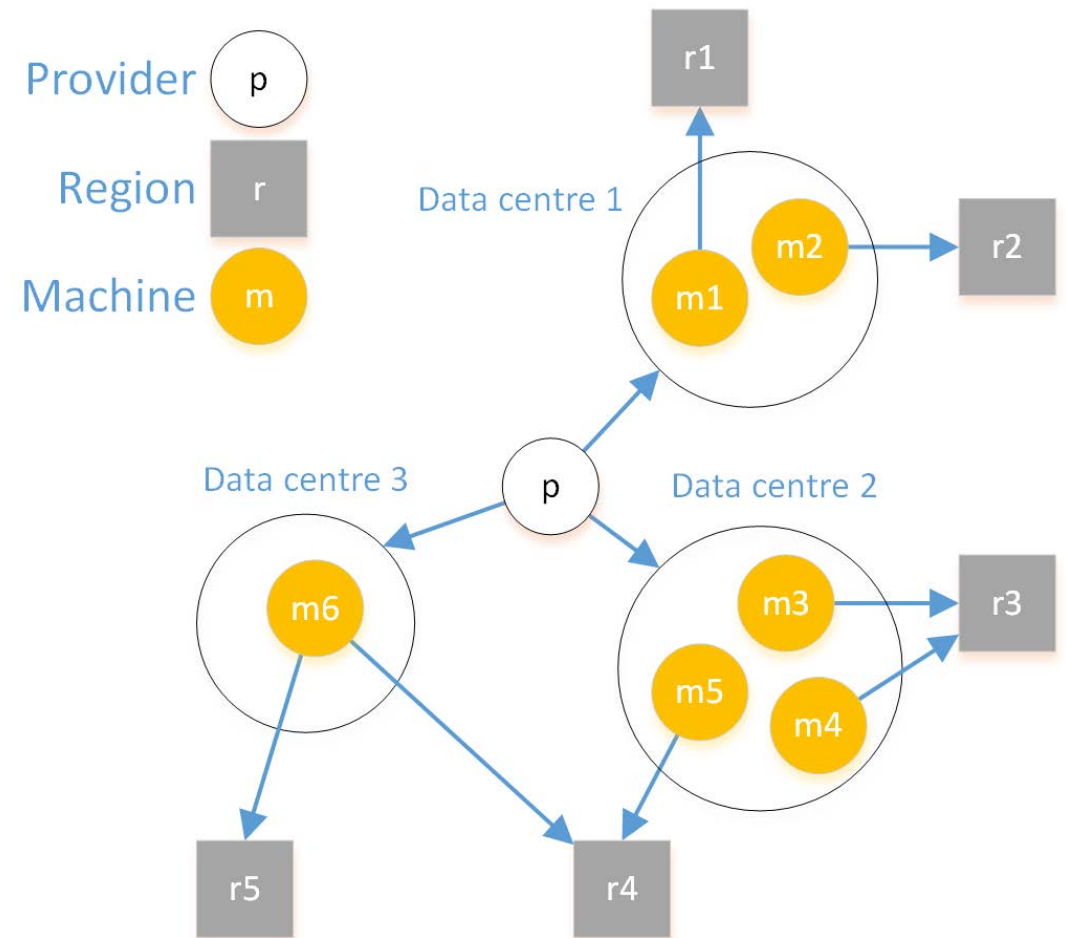 Provider
p
Region
r
Machine
m
r1
Data centre 1
m2
r2
m1
Data centre 3
p
Data centre 2
m6
m3
r3
m5
m4
r5
r4